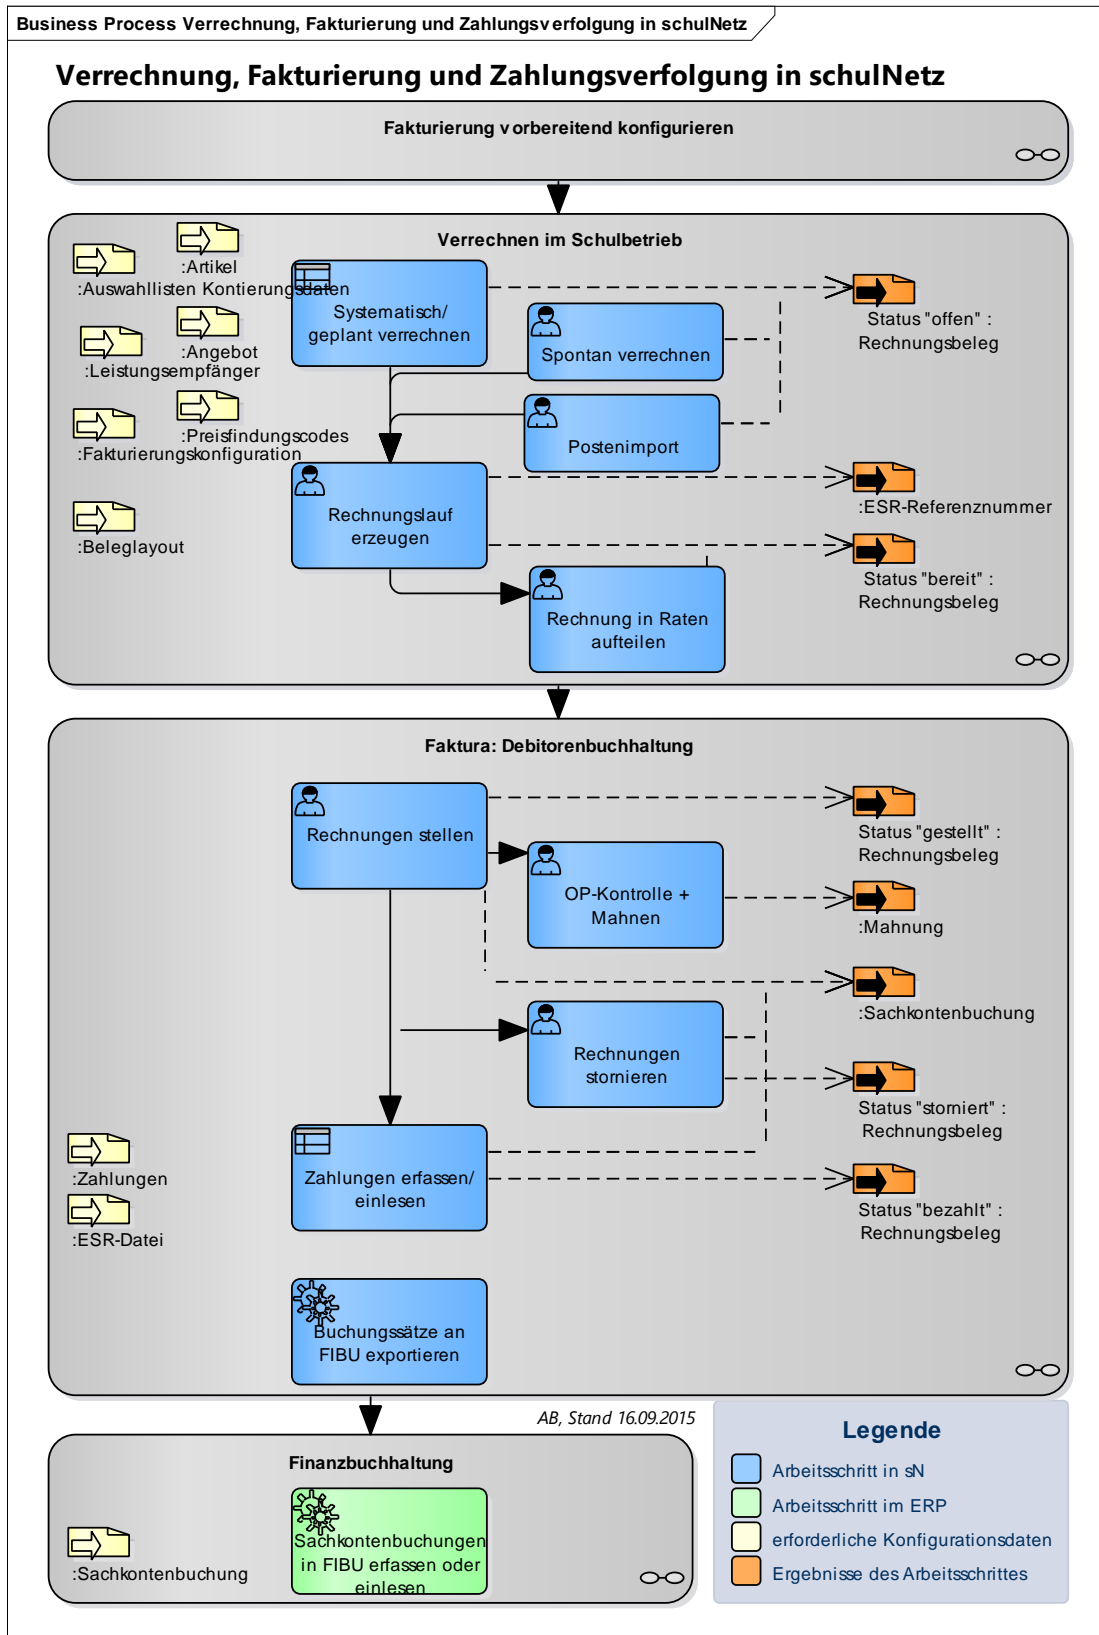 Business Process Verrechnung, Fakturierung und Zahlungsverfolgung in schulNetz
Verrechnung, Fakturierung und Zahlungsverfolgung in schulNetz
Fakturierung vorbereitend konfigurieren
Verrechnen im Schulbetrieb
:Artikel
:Auswahllisten Kontierungsdaten
:Angebot
:Leistungsempfänger
:Preisfindungscodes
:Fakturierungskonfiguration
:Beleglayout
Systematisch/
geplant verrechnen
Spontan verrechnen
Postenimport
Rechnungslauf
erzeugen
Rechnung in Raten
aufteilen
Status "offen" :
Rechnungsbeleg
:ESR-Referenznummer
Status "bereit" :
Rechnungsbeleg
Faktura: Debitorenbuchhaltung
Rechnungen stellen
OP-Kontrolle +
Mahnen
Rechnungen
stornieren
Zahlungen erfassen/
einlesen
Buchungssätze an
FIBU exportieren
:Zahlungen
:ESR-Datei
Status "gestellt" :
Rechnungsbeleg
:Mahnung
:Sachkontenbuchung
Status "storniert" :
Rechnungsbeleg
Status "bezahlt" :
Rechnungsbeleg
AB, Stand 16.09.2015
Finanzbuchhaltung
:Sachkontenbuchung
Sachkontenbuchungen
in FIBU erfassen oder
einlesen
Legende
Arbeitsschritt in sN
Arbeitsschritt im ERP
erforderliche Konfigurationsdaten
Ergebnisse des Arbeitsschrittes